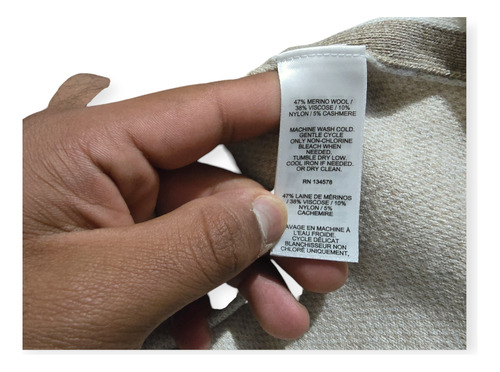 47% MERINO WOOL /
38% VISCOSE / 10%
NYLON / 5% CASHMERE
MACHINE WASH COLD.
GENTLE CYCLE
ONLY NON-CHLORINE
BLEACH WHEN
NEEDED.
TUMBLE DRY LOW.
COOL IRON IF NEEDED.
OR DRY CLEAN.
RN 134578
47% LAINE DE MÉRINOS
/ 38% VISCOSE / 10%
NYLON / 5%
CACHEMIRE
AVAGE EN MACHINE À
L'EAU FROIDE.
CYCLE DÉLICAT
BLANCHISSEUR NON
CHLORÉ UNIQUEMENT,